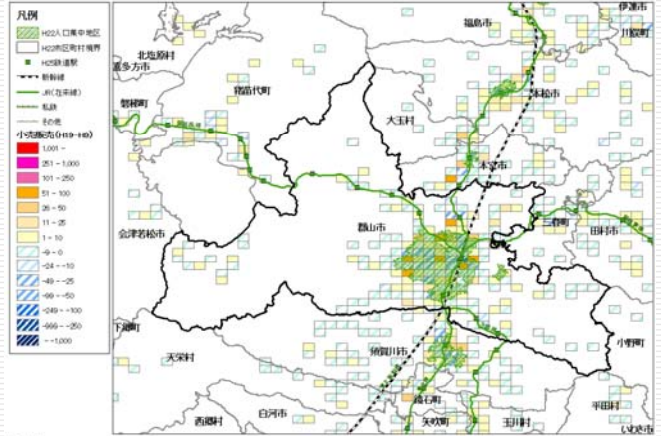 凡例
H22人口集中地区
H22市区町村境界
H25鉄道駅
新幹線
JR(在来線)
私鉄
その他
小売販売(H19-H9)
1,001 -
251 - 1,000
101 - 250
51 - 100
26 - 50
11 - 25
1 - 10
-9 - 0
-24 - -10
-49 - -25
-99 - -50
-249 - -100
-999 - -250
- -1,000
福島市
伊達市
川俣町
北塩原村
喜多方市
猪苗代町
二本松市
磐梯町
大玉村
本宮市
会津若松市
郡山市
三春町
田村市
下郷町
小野町
天栄村
須賀川市
鏡石町
平田村
西郷村
白河市
矢吹町
玉川村
いわき市